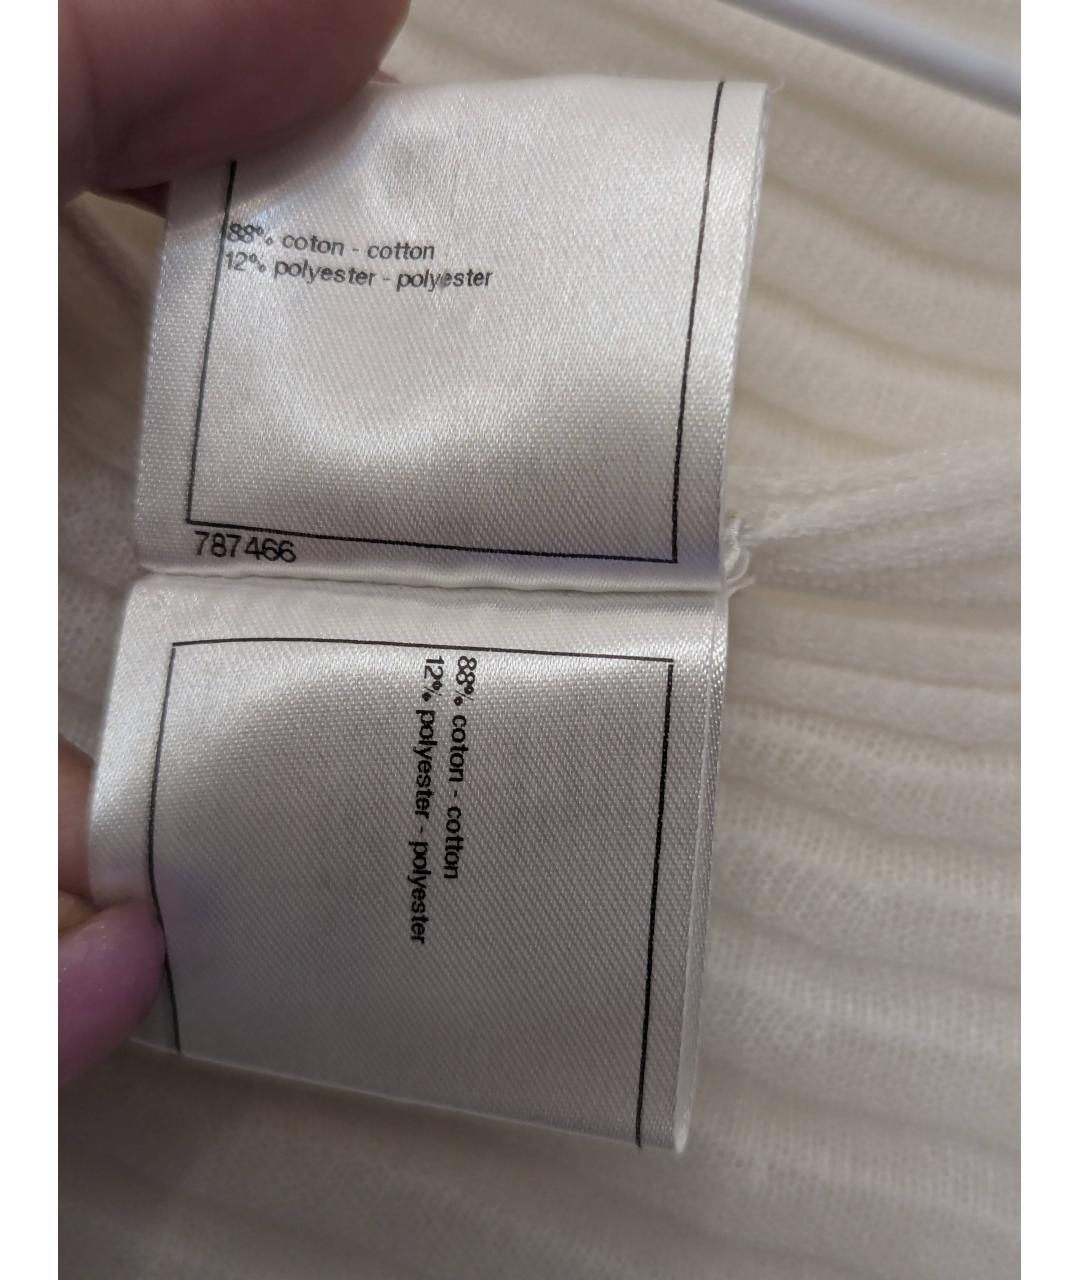 88% coton - cotton
12% polyester - polyester
787466
88% coton - cotton
12% polyester - polyester